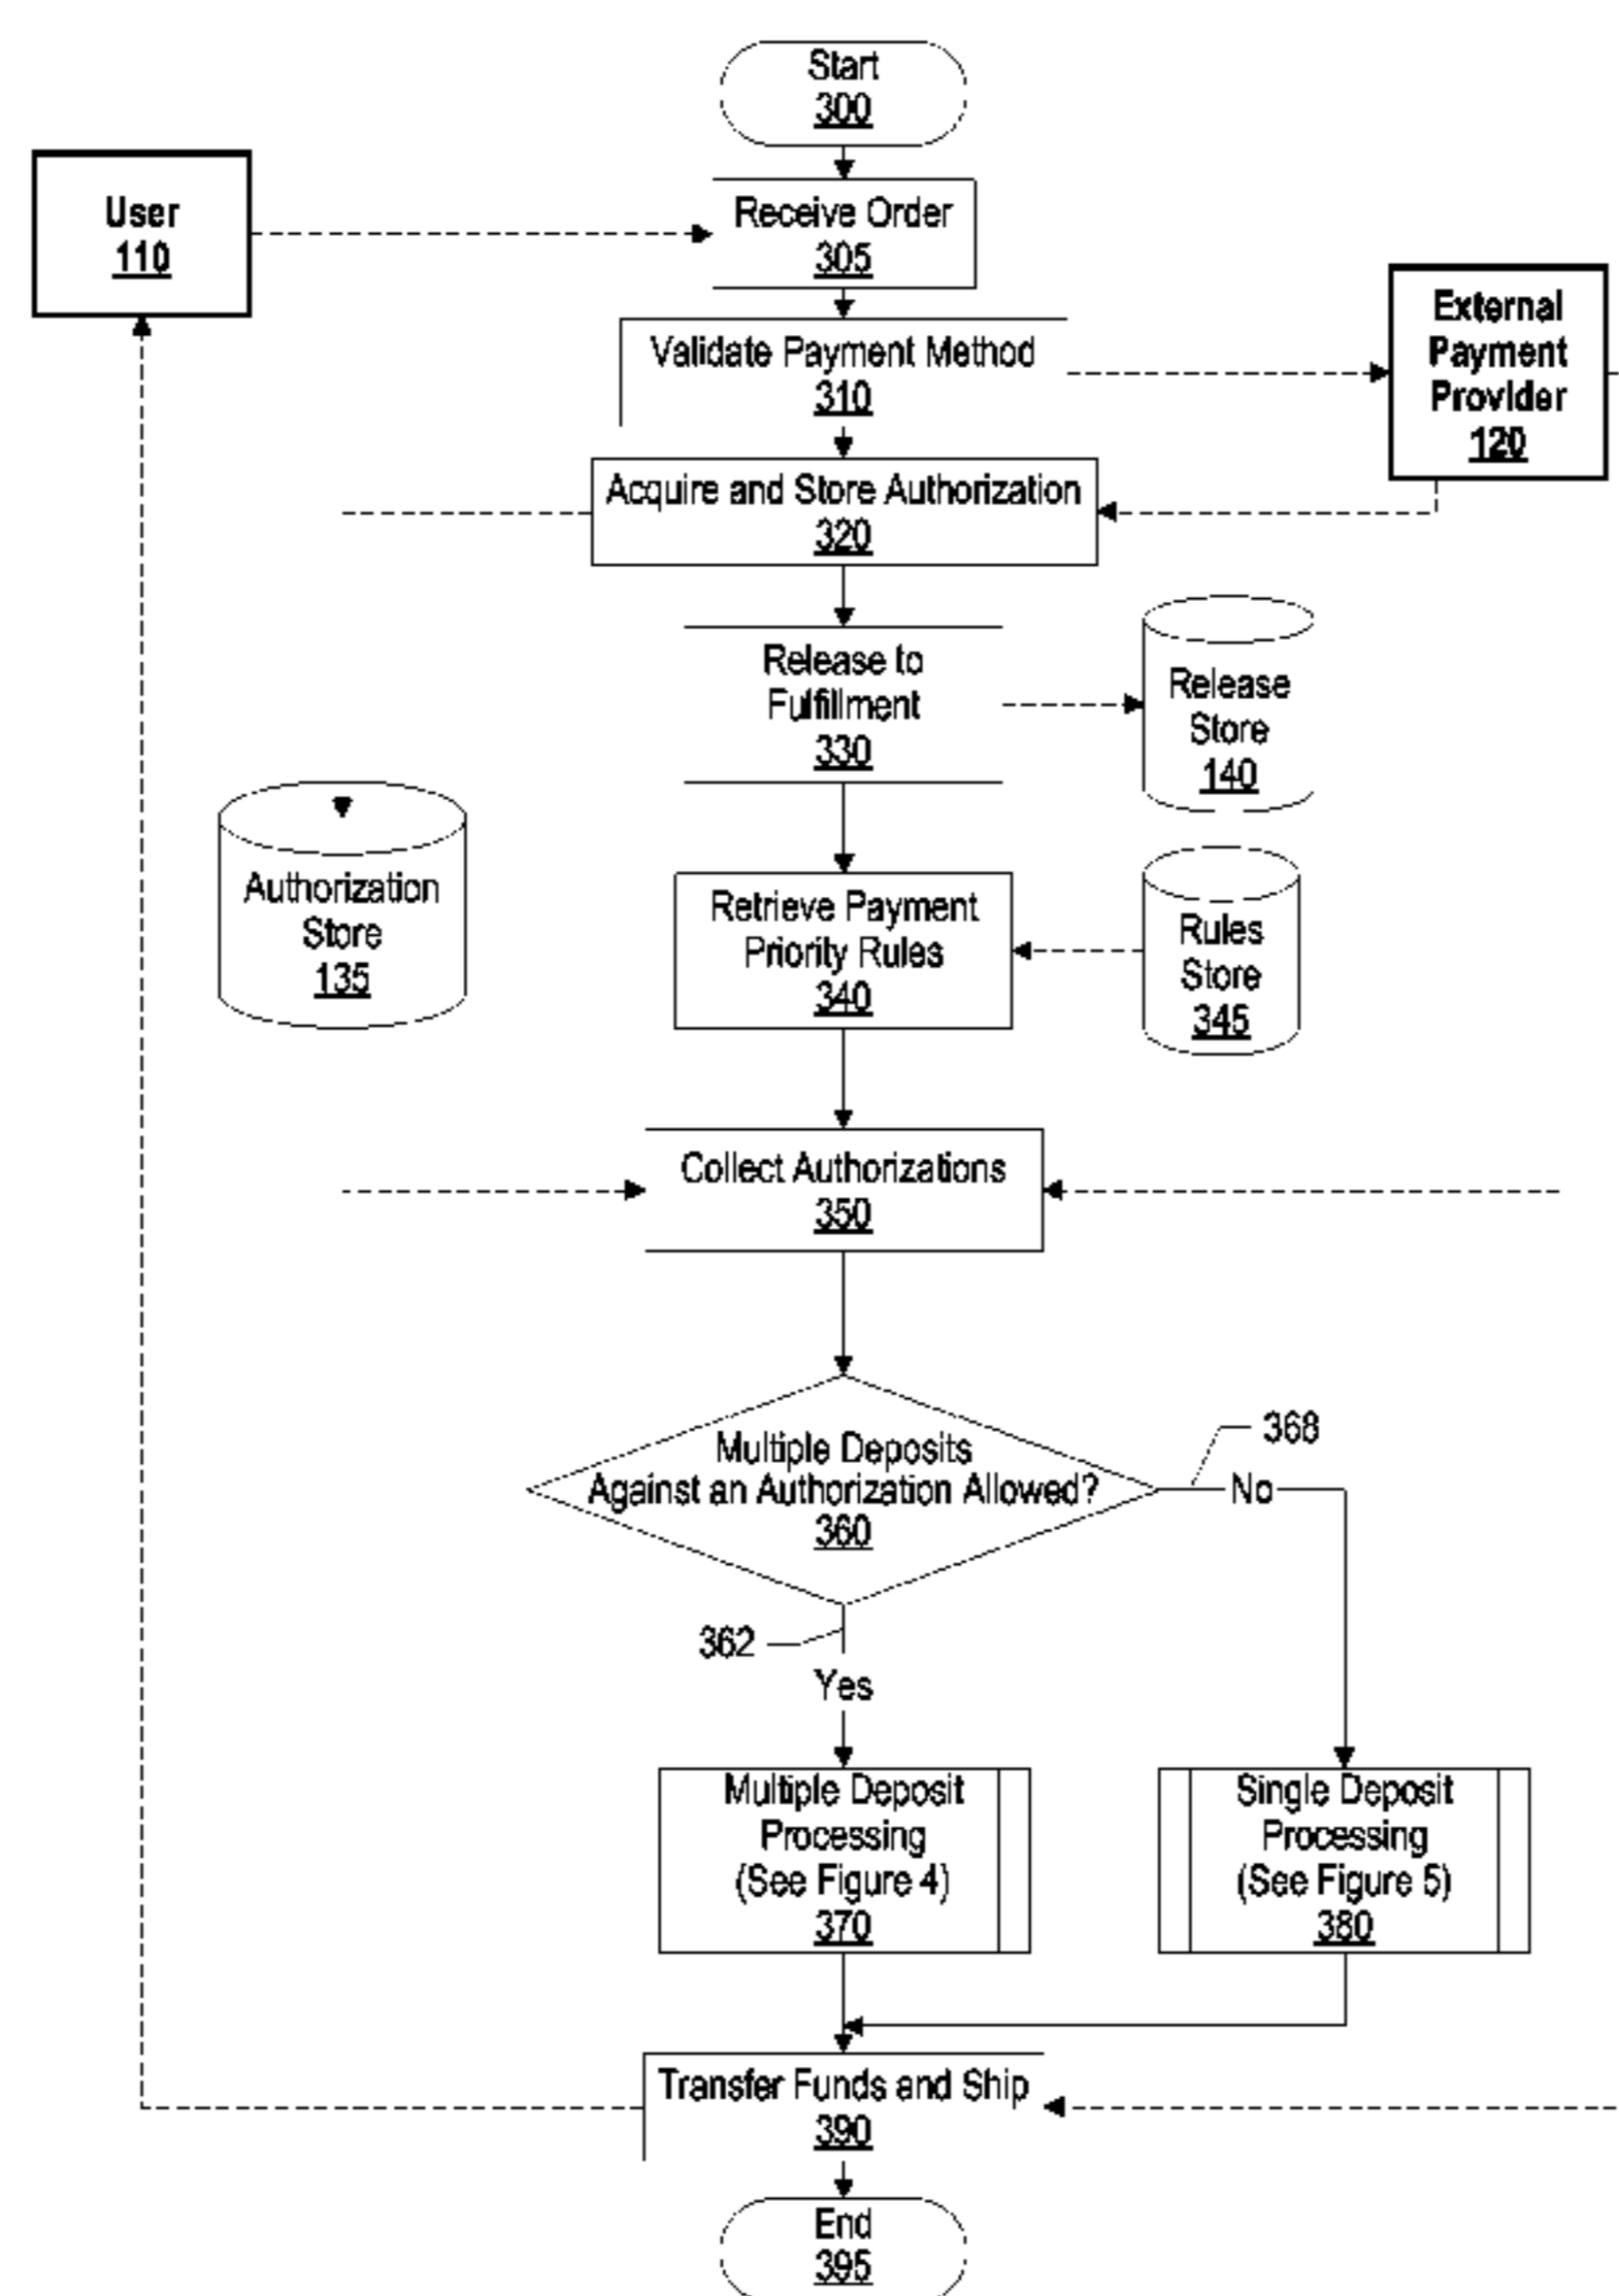 Start
300
User
110
Receive Order
305
External
Payment
Provider
120
Validate Payment Method
310
Acquire and Store Authorization
320
Release to
Fulfillment
330
Release
Store
140
Authorization
Store
135
Retrieve Payment
Priority Rules
340
Rules
Store
345
Collect Authorizations
350
Multiple Deposits
Against an Authorization Allowed?
360
368
No
362
Yes
Multiple Deposit
Processing
(See Figure 4)
370
Single Deposit
Processing
(See Figure 5)
380
Transfer Funds and Ship
390
End
395